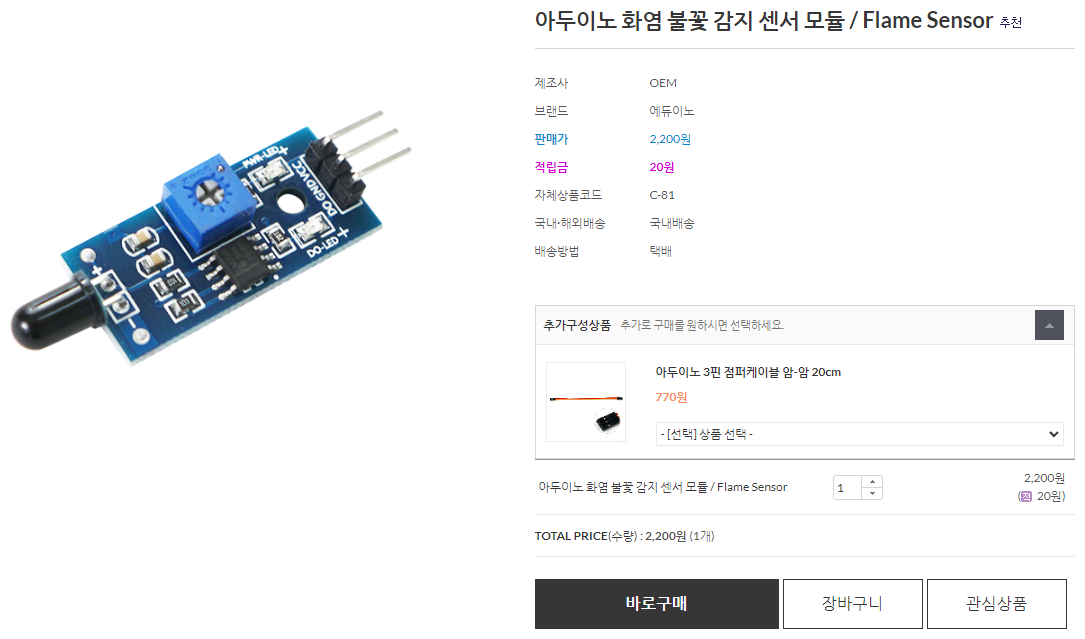 아두이노 화염 불꽃 감지 센서 모듈 / Flame Sensor 추천
제조사 OEM
브랜드 에듀이노
판매가 2,200원
적립금 20원
자체상품코드 C-81
국내·해외배송 국내배송
배송방법 택배
PWR-LED
DO GND VCC
DO-LED
103
추가구성상품 추가로 구매를 원하시면 선택하세요.
아두이노 3핀 점퍼케이블 암-암 20cm
770원
- [선택] 상품 선택 -
아두이노 화염 불꽃 감지 센서 모듈 / Flame Sensor 1 2,200원
(적 20원)
TOTAL PRICE(수량) : 2,200원 (1개)
바로구매 장바구니 관심상품